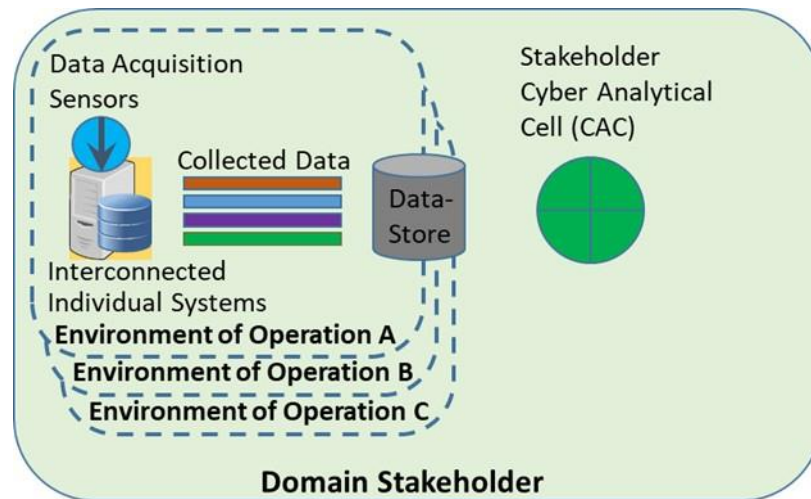 Data Acquisition
Sensors
Collected Data
Data-
Store
Interconnected
Individual Systems
Environment of Operation A
Environment of Operation B
Environment of Operation C
Stakeholder
Cyber Analytical
Cell (CAC)
Domain Stakeholder